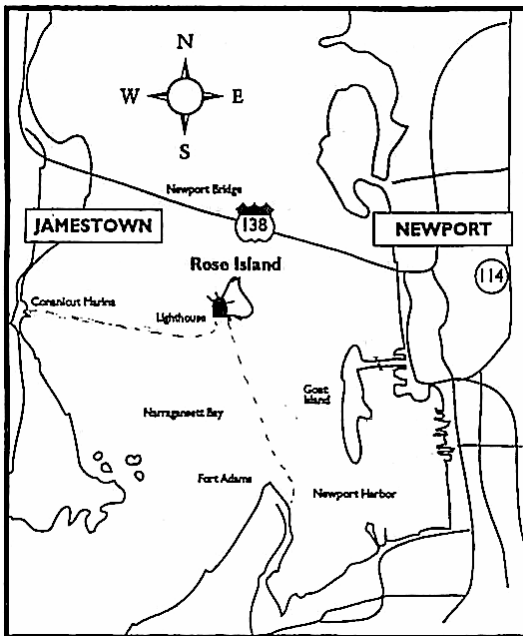 N
W E
S
Newport Bridge
138
JAMESTOWN
NEWPORT
114
Rose Island
Conanicut Marina
Lighthouse
Goat
Island
Narragansett Bay
Fort Adams
Newport Harbor